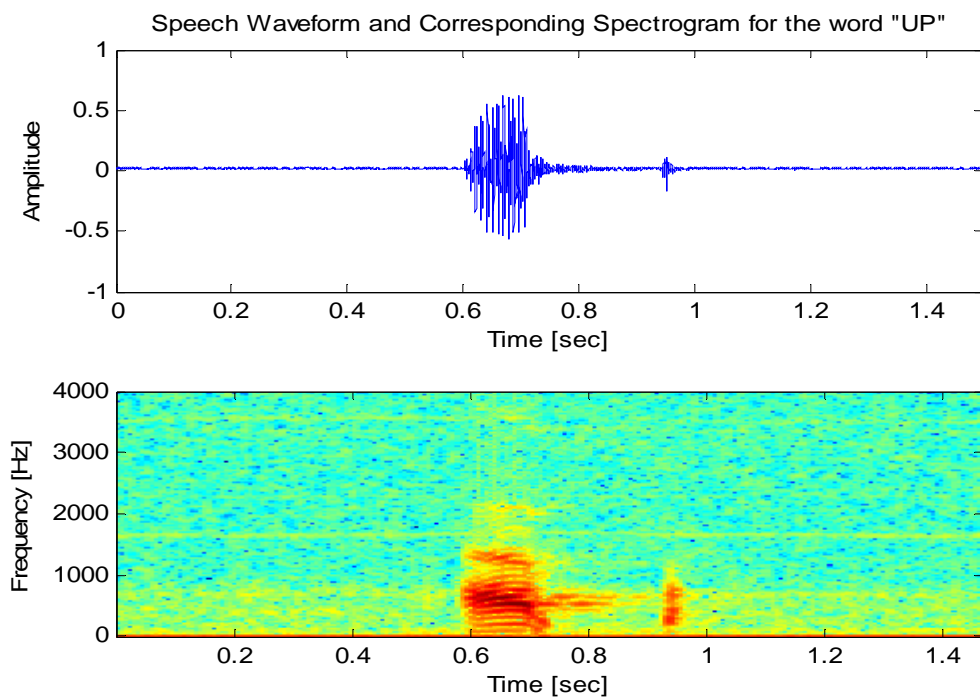 Speech Waveform and Corresponding Spectrogram for the word "UP"
1
0.5
0
-0.5
-1
Amplitude
0 0.2 0.4 0.6 0.8 1 1.2 1.4
Time [sec]
4000
3000
2000
1000
0
Frequency [Hz]
0.2 0.4 0.6 0.8 1 1.2 1.4
Time [sec]